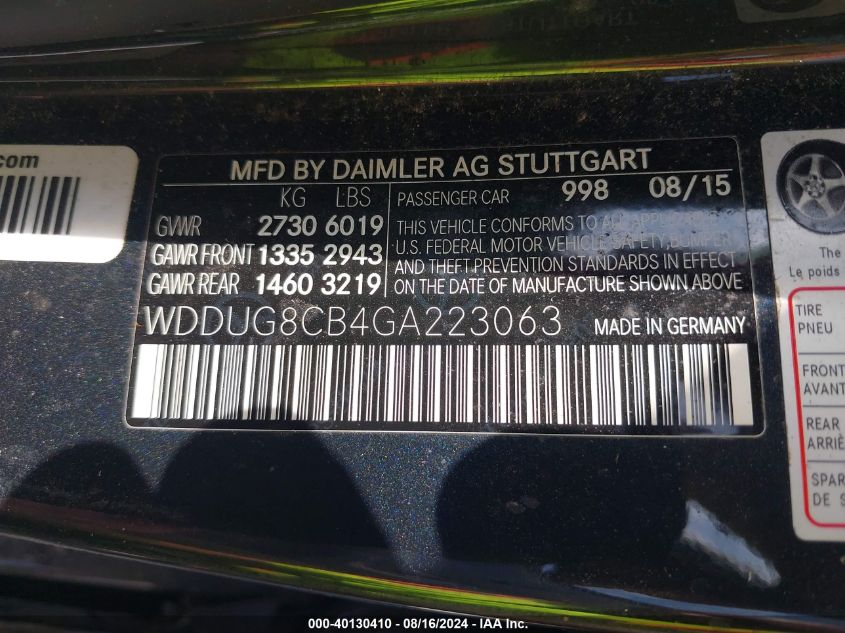 .com
MFD BY DAIMLER AG STUTTGART
KG LBS
GVWR 2730 6019
GAWR FRONT 1335 2943
GAWR REAR 1460 3219
PASSENGER CAR 998 08/15
THIS VEHICLE CONFORMS TO ALL APPLICABLE
U.S. FEDERAL MOTOR VEHICLE SAFETY, BUMPER
AND THEFT PREVENTION STANDARDS IN EFFECT
ON THE DATE OF MANUFACTURE SHOWN ABOVE
WDDUG8CB4GA223063 MADE IN GERMANY
The
Le poids
TIRE
PNEU
FRONT
AVANT
REAR
ARRIÈ
SPAR
DE S
000-40130410 - 08/16/2024 - IAA Inc.